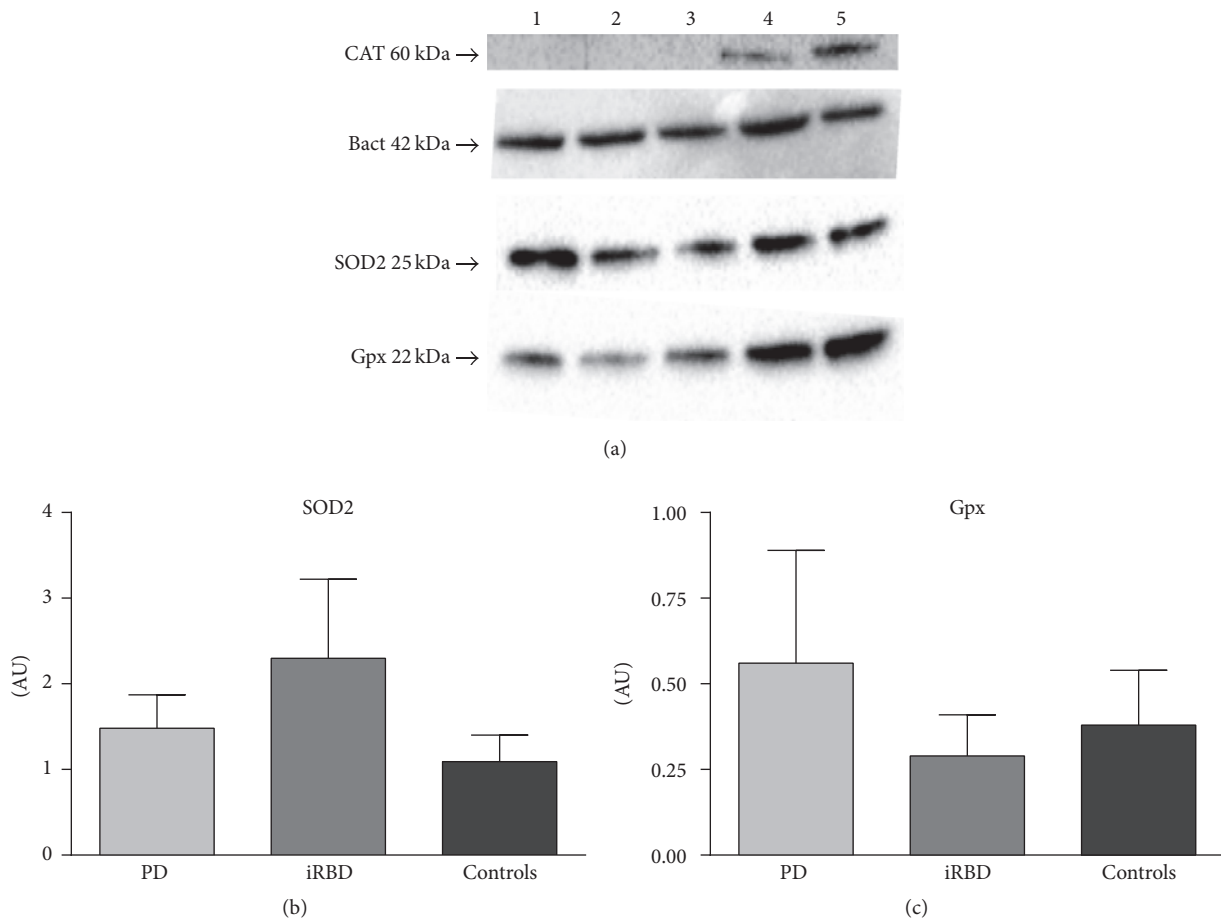 1 2 3 4 5
CAT 60 kDa →
Bact 42 kDa →
SOD2 25 kDa →
Gpx 22 kDa →
(a)
SOD2
4
3
2
1
0
(AU)
PD iRBD Controls
(b)
Gpx
1.00
0.75
0.50
0.25
0.00
(AU)
PD iRBD Controls
(c)